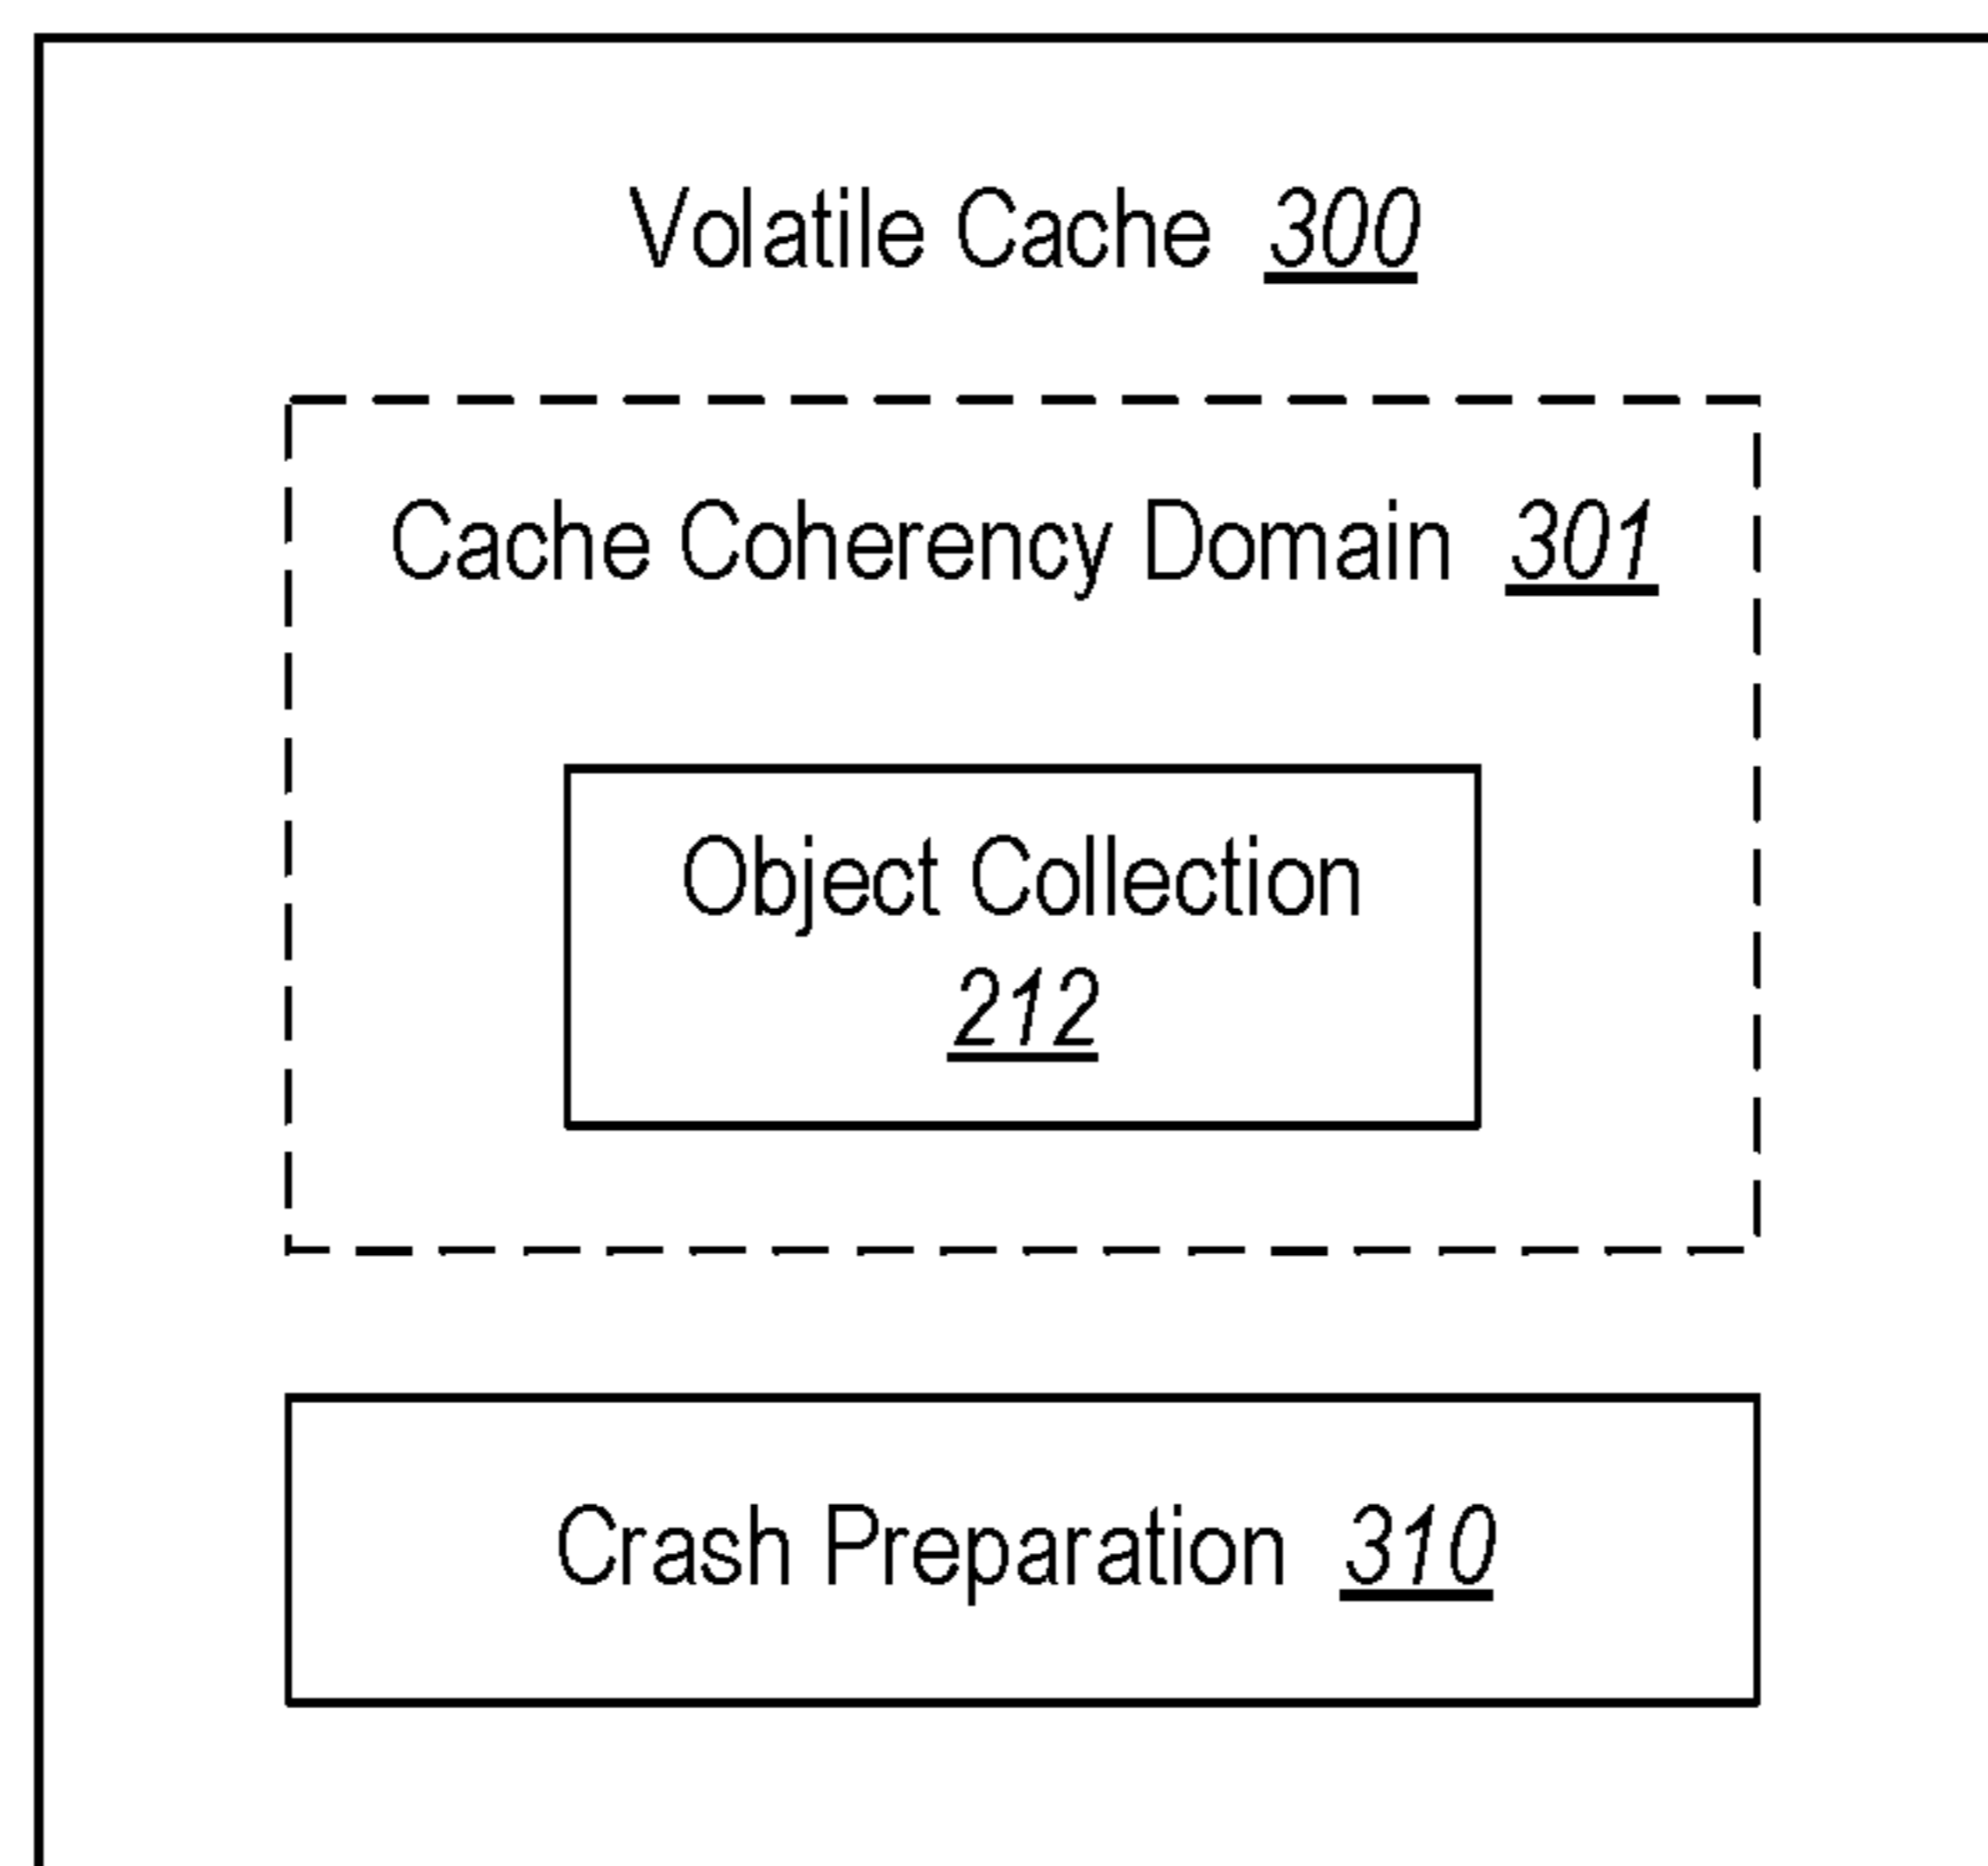 Volatile Cache 300
Cache Coherency Domain 301
Object Collection
212
Crash Preparation 310